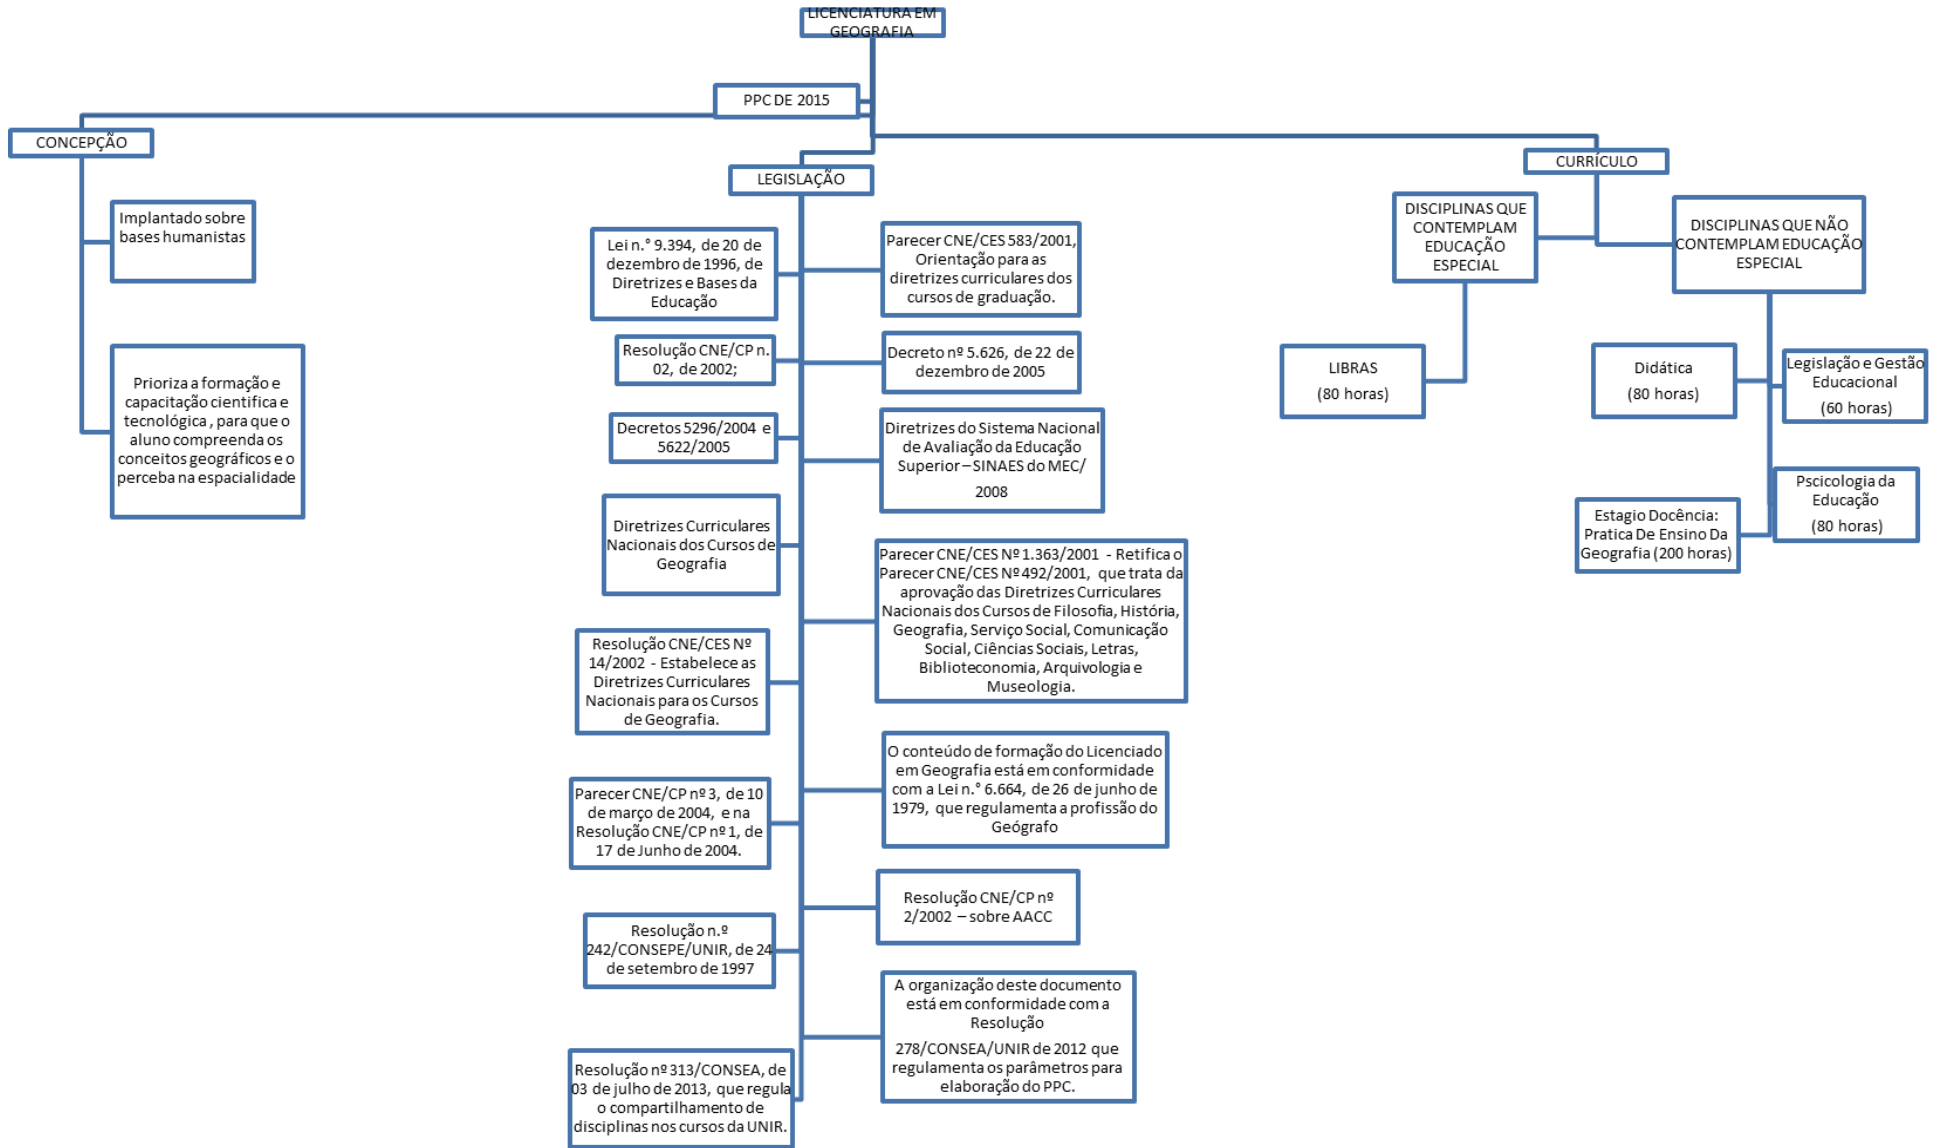 LICENCIATURA EM
GEOGRAFIA
PPC DE 2015
CONCEPÇÃO
Implantado sobre
bases humanistas
Prioriza a formação e
capacitação cientifica e
tecnológica , para que o
aluno compreenda os
conceitos geográficos e o
perceba na espacialidade
LEGISLAÇÃO
Lei n.° 9.394, de 20 de
dezembro de 1996, de
Diretrizes e Bases da
Educação
Parecer CNE/CES 583/2001,
Orientação para as
diretrizes curriculares dos
cursos de graduação.
Resolução CNE/CP n.
02, de 2002;
Decreto nº 5.626, de 22 de
dezembro de 2005
Decretos 5296/2004 e
5622/2005
Diretrizes do Sistema Nacional
de Avaliação da Educação
Superior – SINAES do MEC/
2008
Diretrizes Curriculares
Nacionais dos Cursos de
Geografia
Parecer CNE/CES Nº 1.363/2001 - Retifica o
Parecer CNE/CES Nº 492/2001, que trata da
aprovação das Diretrizes Curriculares
Nacionais dos Cursos de Filosofia, História,
Geografia, Serviço Social, Comunicação
Social, Ciências Sociais, Letras,
Biblioteconomia, Arquivologia e
Museologia.
Resolução CNE/CES Nº
14/2002 - Estabelece as
Diretrizes Curriculares
Nacionais para os Cursos
de Geografia.
O conteúdo de formação do Licenciado
em Geografia está em conformidade
com a Lei n.° 6.664, de 26 de junho de
1979, que regulamenta a profissão do
Geógrafo
Parecer CNE/CP nº 3, de 10
de março de 2004, e na
Resolução CNE/CP nº 1, de
17 de Junho de 2004.
Resolução CNE/CP nº
2/2002 – sobre AACC
Resolução n.º
242/CONSEPE/UNIR, de 24
de setembro de 1997
A organização deste documento
está em conformidade com a
Resolução
278/CONSEA/UNIR de 2012 que
regulamenta os parâmetros para
elaboração do PPC.
Resolução nº 313/CONSEA, de
03 de julho de 2013, que regula
o compartilhamento de
disciplinas nos cursos da UNIR.
CURRÍCULO
DISCIPLINAS QUE
CONTEMPLAM
EDUCAÇÃO
ESPECIAL
LIBRAS
(80 horas)
DISCIPLINAS QUE NÃO
CONTEMPLAM EDUCAÇÃO
ESPECIAL
Didática
(80 horas)
Legislação e Gestão
Educacional
(60 horas)
Estagio Docência:
Pratica De Ensino Da
Geografia (200 horas)
Pscicologia da
Educação
(80 horas)